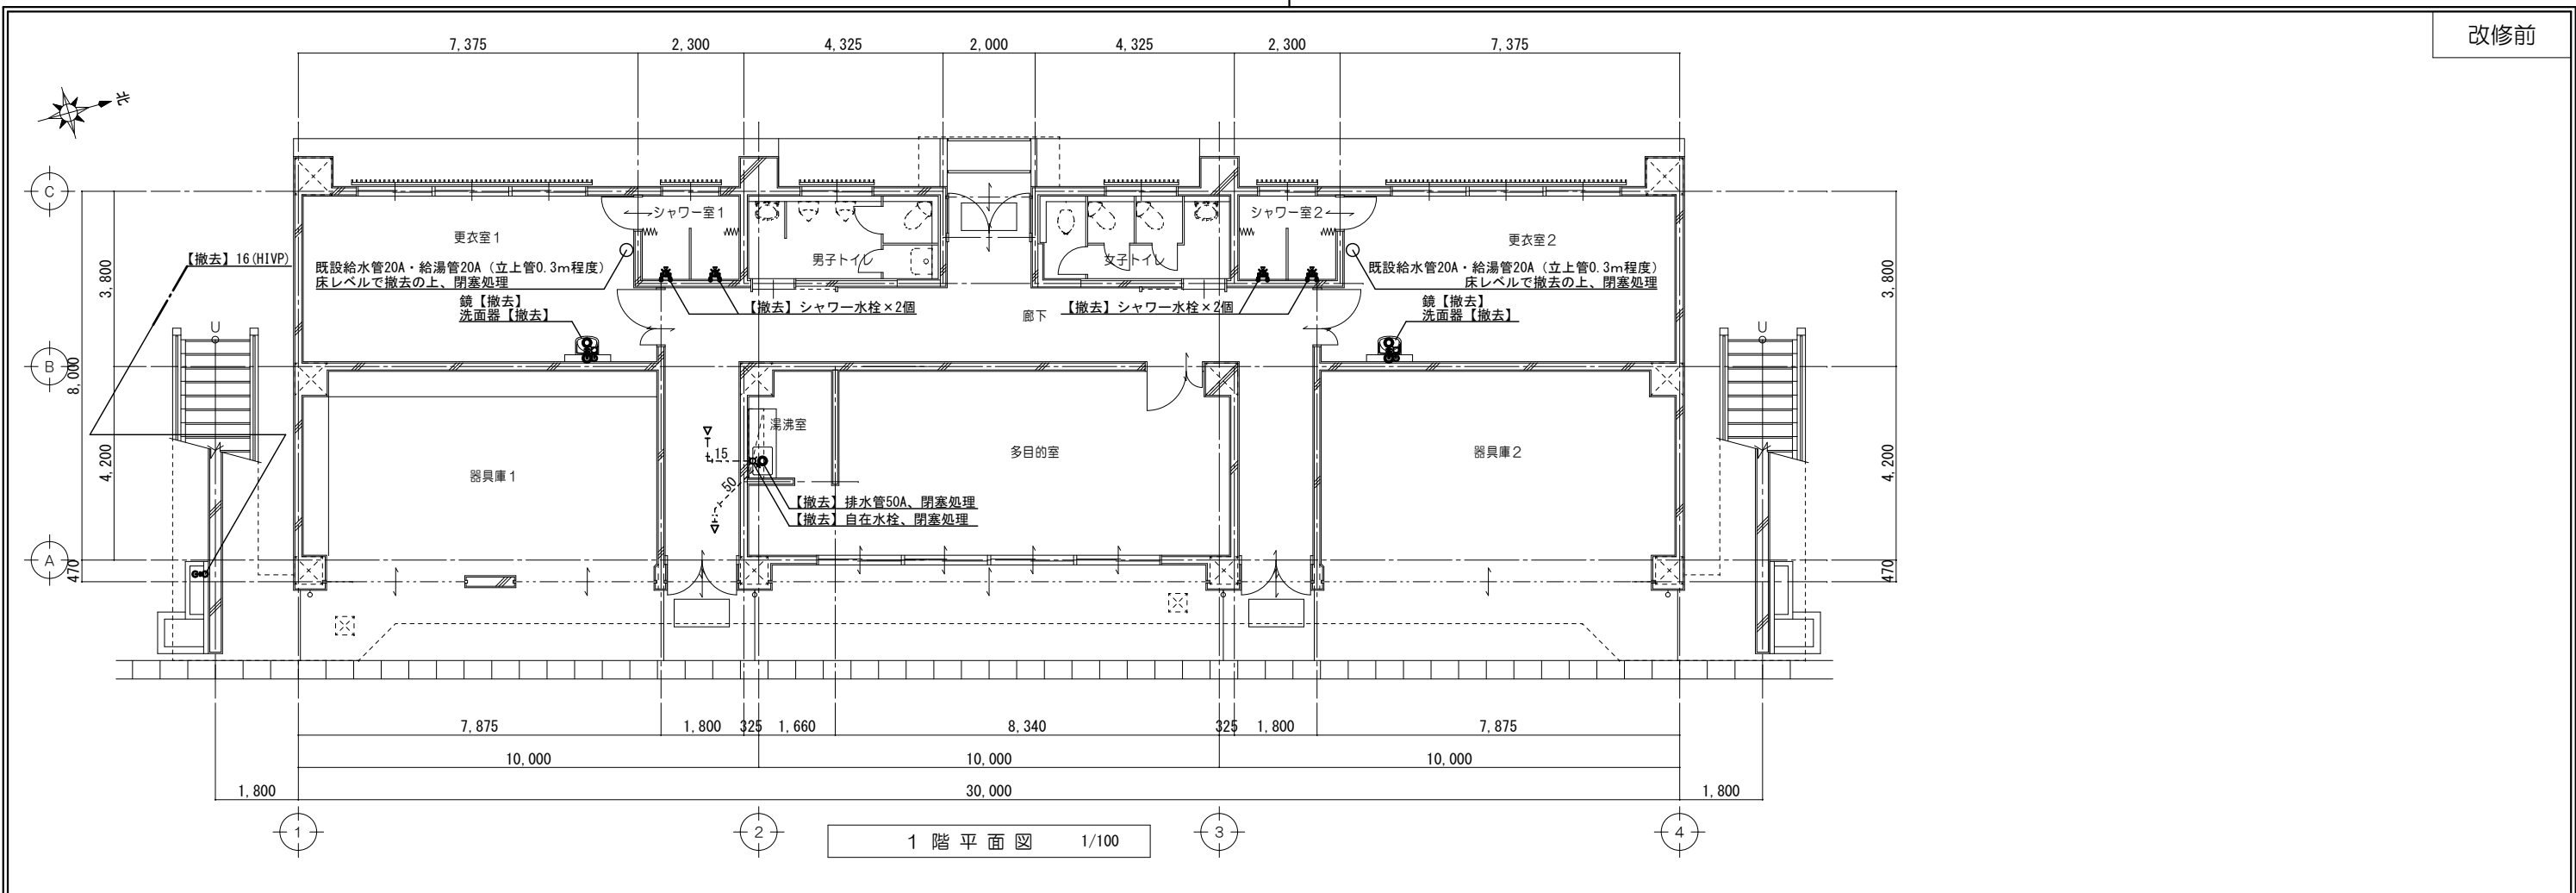 改修前
7,375
2,300
4,325
2,000
4,325
2,300
7,375
北
C
シャワー室1
シャワー室2
更衣室1
男子トイレ
女子トイレ
更衣室2
【撤去】16(HIVP)
既設給水管20A・給湯管20A（立上管0.3m程度）
床レベルで撤去の上、閉塞処理
既設給水管20A・給湯管20A（立上管0.3m程度）
床レベルで撤去の上、閉塞処理
3,800
3,800
鏡【撤去】
洗面器【撤去】
【撤去】シャワー水栓×2個
廊下
【撤去】シャワー水栓×2個
鏡【撤去】
洗面器【撤去】
U
U
B
8,000
湯沸室
15
多目的室
器具庫1
器具庫2
4,200
4,200
50
【撤去】排水管50A、閉塞処理
【撤去】自在水栓、閉塞処理
A
470
470
7,875
1,800
325
1,660
8,340
325
1,800
7,875
10,000
10,000
10,000
1,800
30,000
1,800
1
2
3
4
1階平面図 1/100